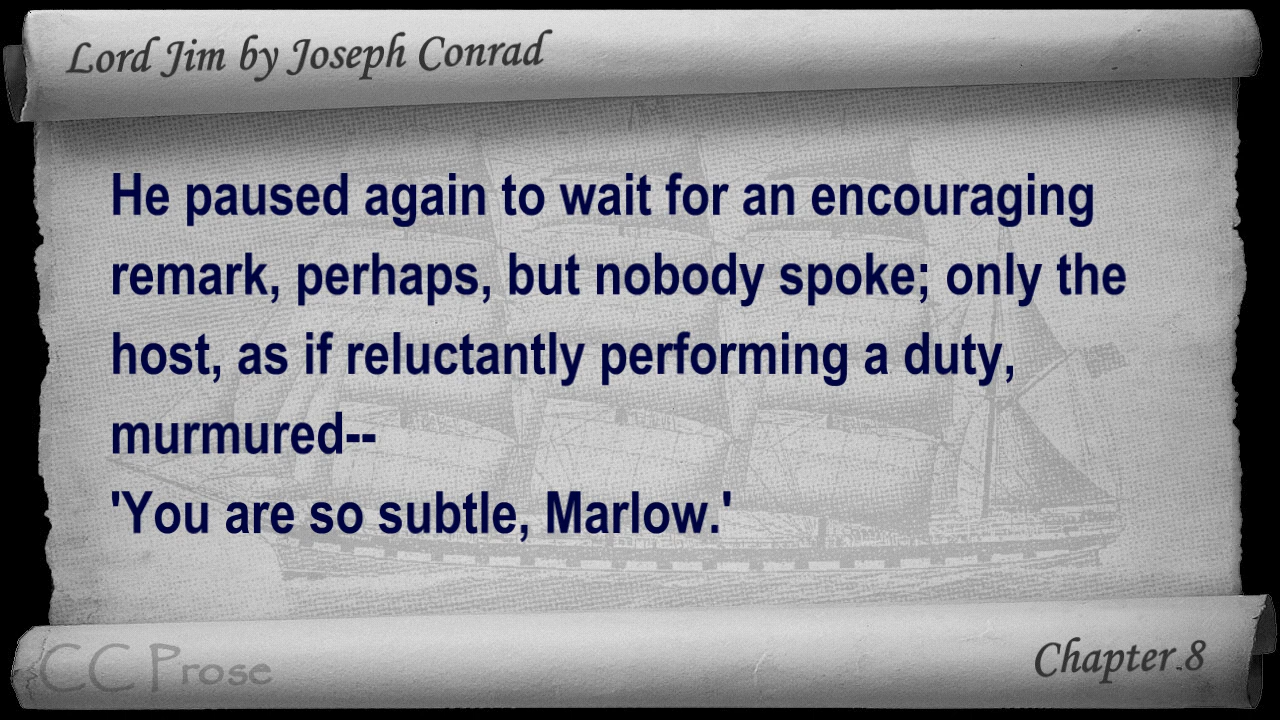 Lord Jim by Joseph Conrad
He paused again to wait for an encouraging
remark, perhaps, but nobody spoke; only the
host, as if reluctantly performing a duty,
murmured--
'You are so subtle, Marlow.'
CC Prose
Chapter 8